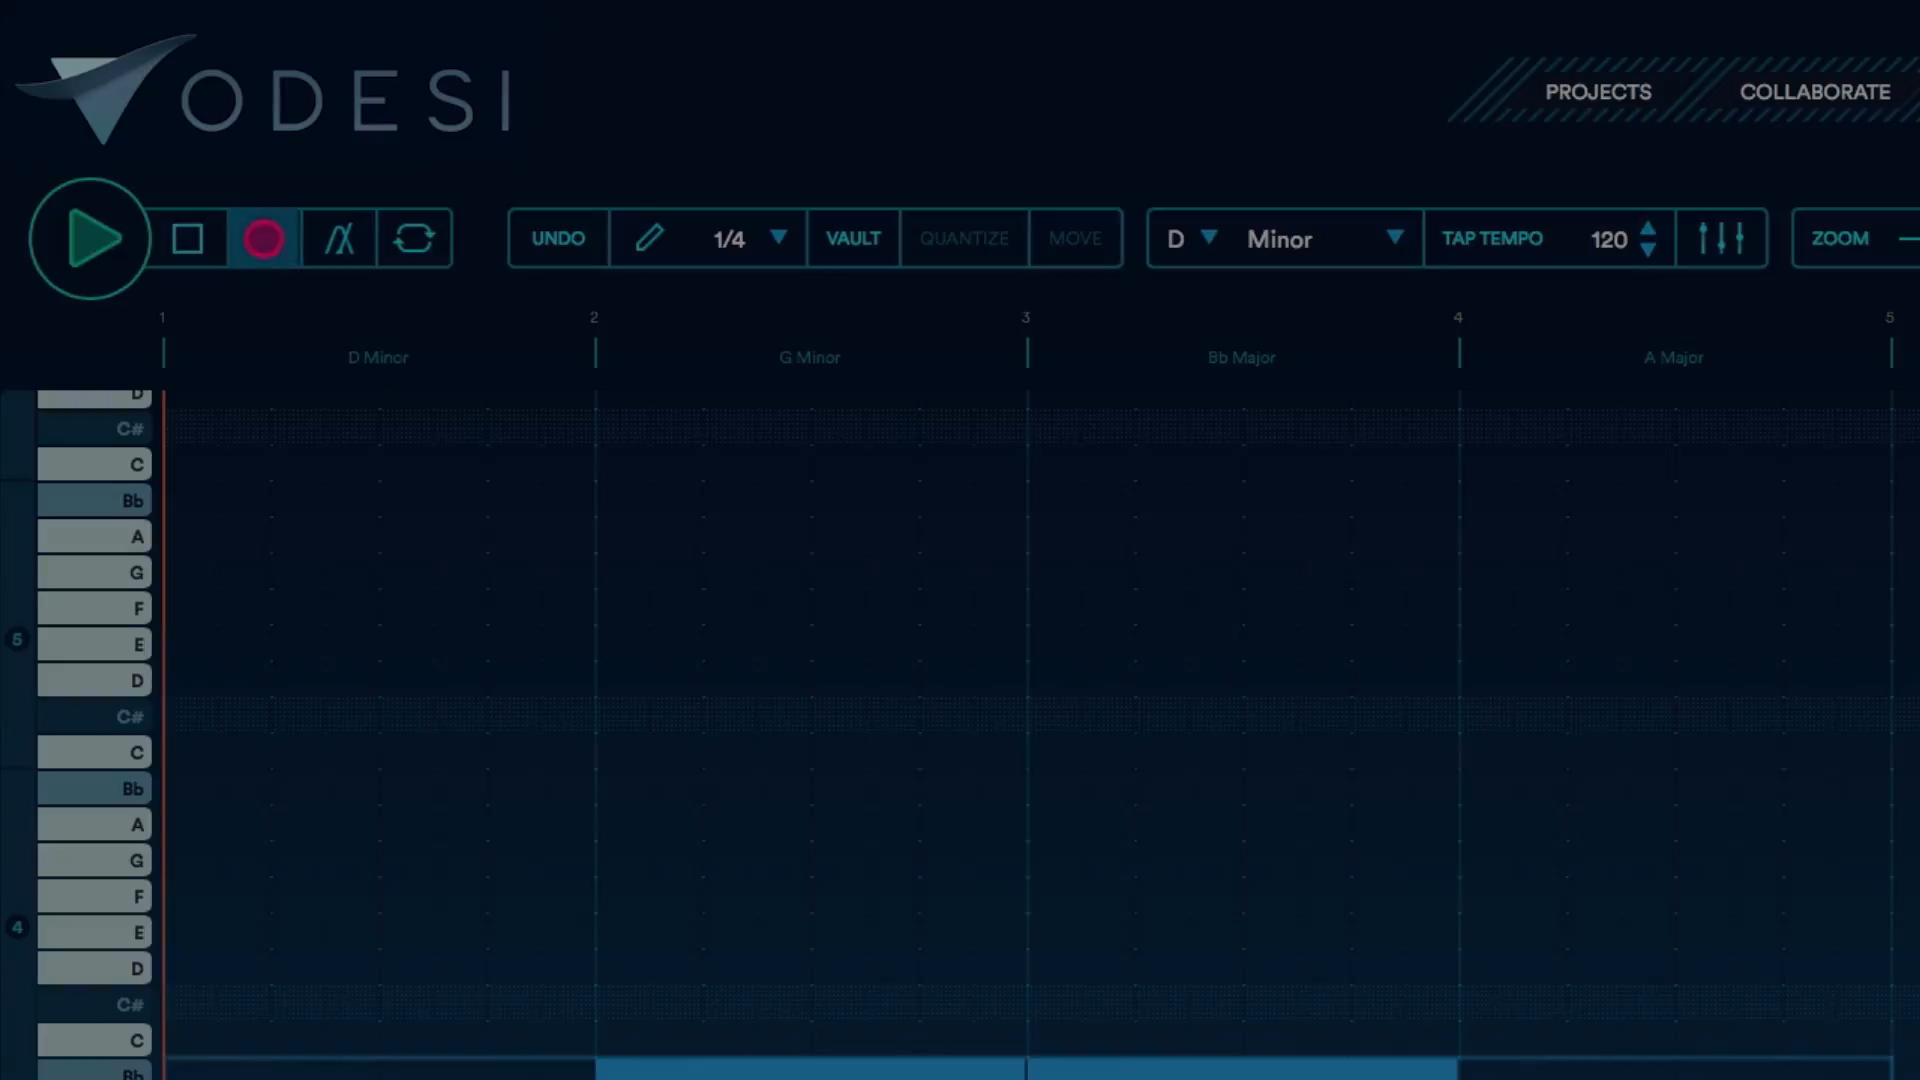 ODESI
PROJECTS COLLABORATE
UNDO 1/4 VAULT QUANTIZE MOVE D Minor TAP TEMPO 120 ZOOM
1 2 3 4 5
D Minor G Minor Bb Major A Major
D
C#
C
Bb
A
G
F
5 E
D
C#
C
Bb
A
G
F
4 E
D
C#
C
Bb